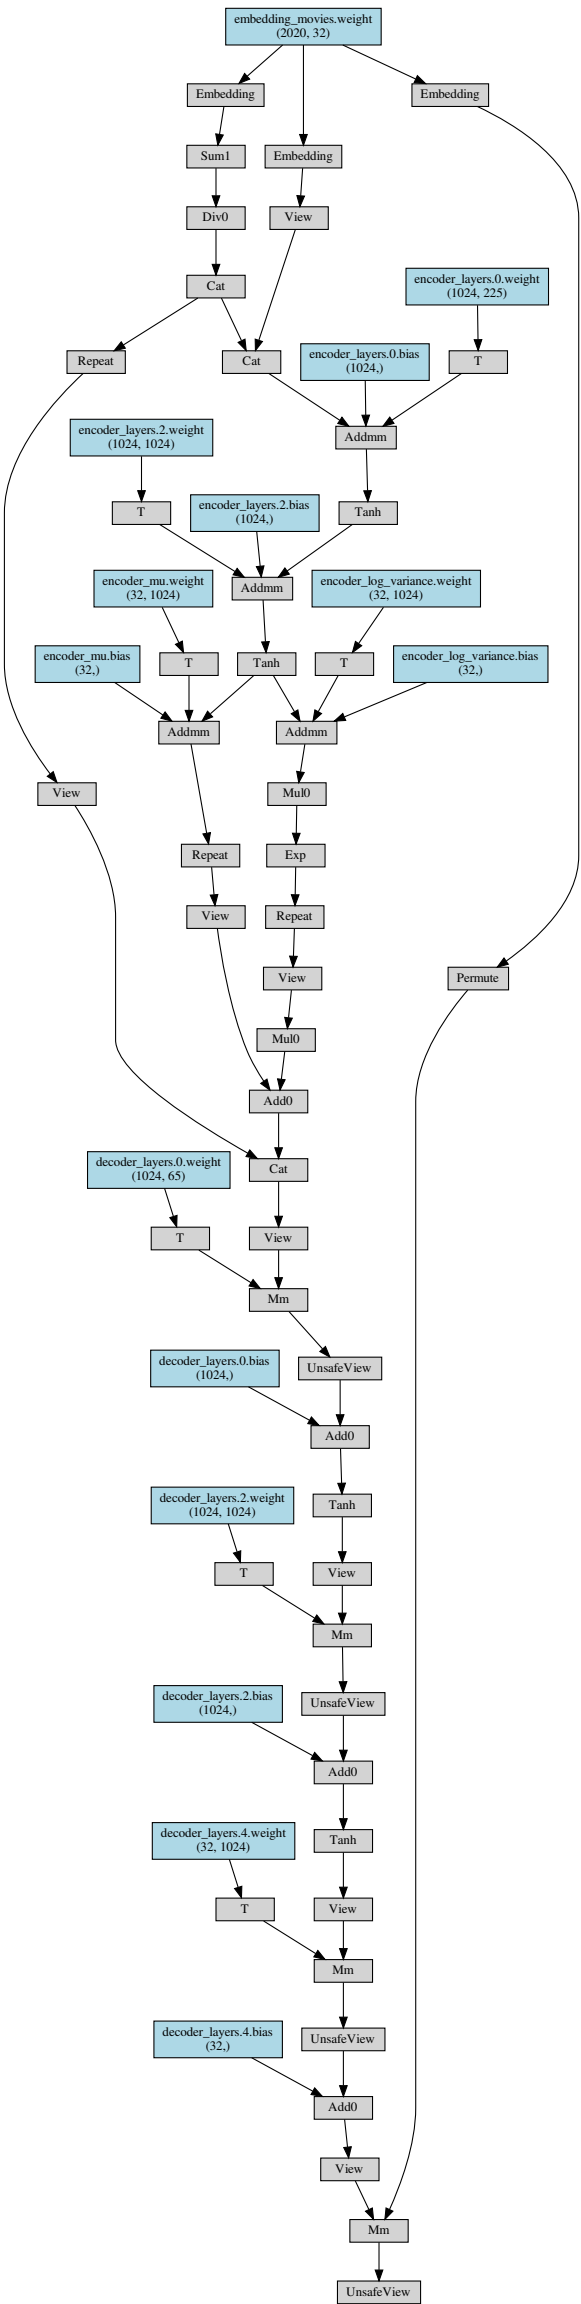 embedding_movies.weight
(2020, 32)
Embedding
Embedding
Sum1
Embedding
Div0
View
Cat
encoder_layers.0.weight
(1024, 225)
Repeat
Cat
encoder_layers.0.bias
(1024,)
T
encoder_layers.2.weight
(1024, 1024)
Addmm
T
encoder_layers.2.bias
(1024,)
Tanh
encoder_mu.weight
(32, 1024)
Addmm
encoder_log_variance.weight
(32, 1024)
encoder_mu.bias
(32,)
T
Tanh
T
encoder_log_variance.bias
(32,)
Addmm
Addmm
View
Mul0
Repeat
Exp
View
Repeat
View
Permute
Mul0
Add0
decoder_layers.0.weight
(1024, 65)
Cat
T
View
Mm
decoder_layers.0.bias
(1024,)
UnsafeView
Add0
decoder_layers.2.weight
(1024, 1024)
Tanh
T
View
Mm
decoder_layers.2.bias
(1024,)
UnsafeView
Add0
decoder_layers.4.weight
(32, 1024)
Tanh
T
View
Mm
decoder_layers.4.bias
(32,)
UnsafeView
Add0
View
Mm
UnsafeView